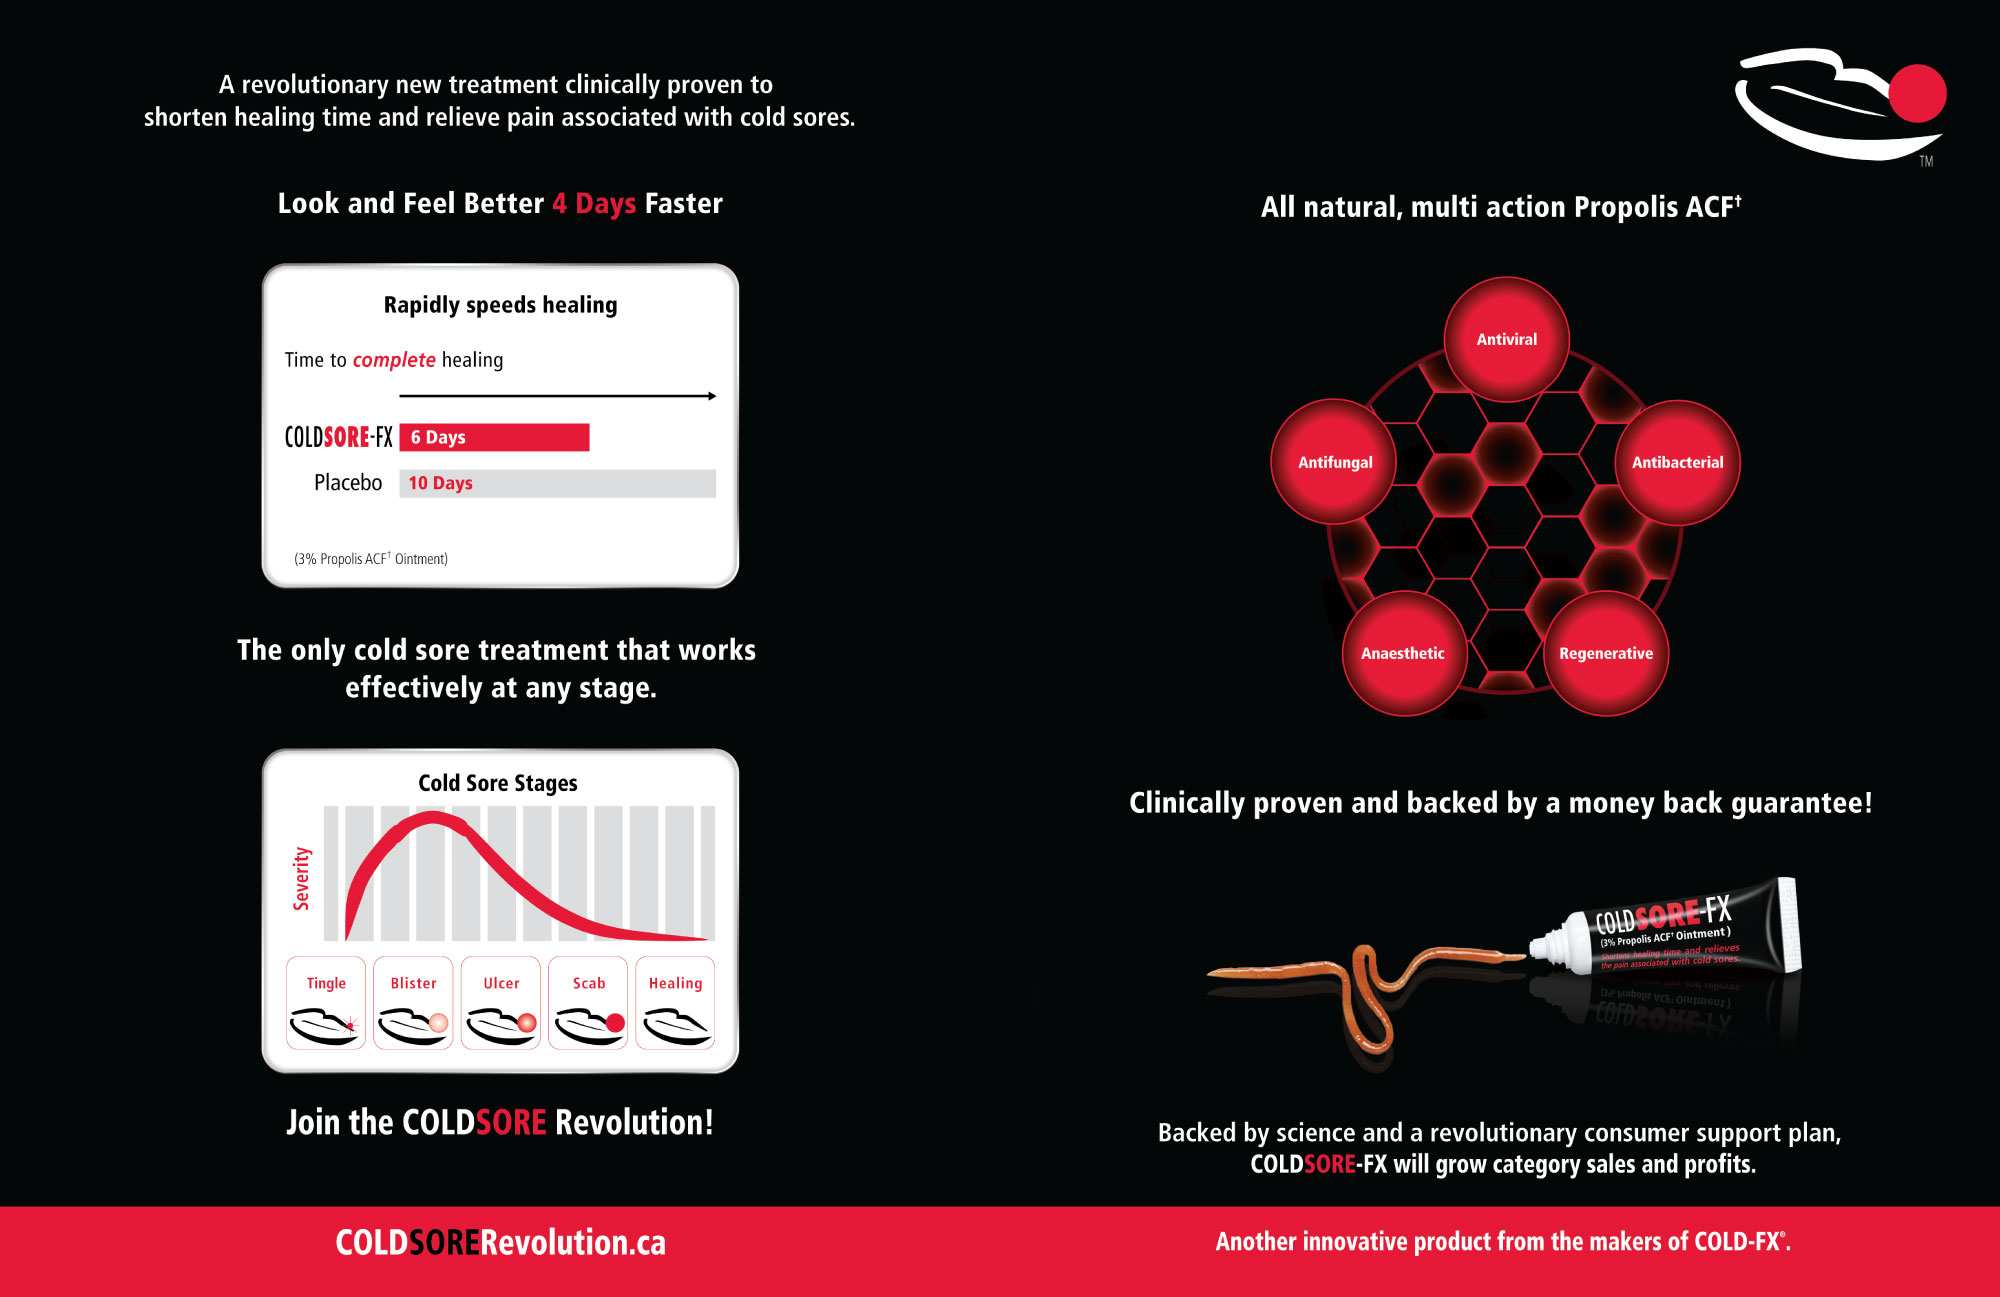 A revolutionary new treatment clinically proven to
shorten healing time and relieve pain associated with cold sores.
Look and Feel Better 4 Days Faster
Rapidly speeds healing
Time to complete healing
COLDSORE-FX 6 Days
Placebo 10 Days
(3% Propolis ACF† Ointment)
The only cold sore treatment that works
effectively at any stage.
Cold Sore Stages
Severity
Tingle Blister Ulcer Scab Healing
Join the COLDSORE Revolution!
COLDSORERevolution.ca
TM
All natural, multi action Propolis ACF†
Antiviral
Antifungal
Antibacterial
Anaesthetic
Regenerative
Clinically proven and backed by a money back guarantee!
COLDSORE-FX
(3% Propolis ACF† Ointment)
Shortens healing time and relieves
the pain associated with cold sores.
Backed by science and a revolutionary consumer support plan,
COLDSORE-FX will grow category sales and profits.
Another innovative product from the makers of COLD-FX®.